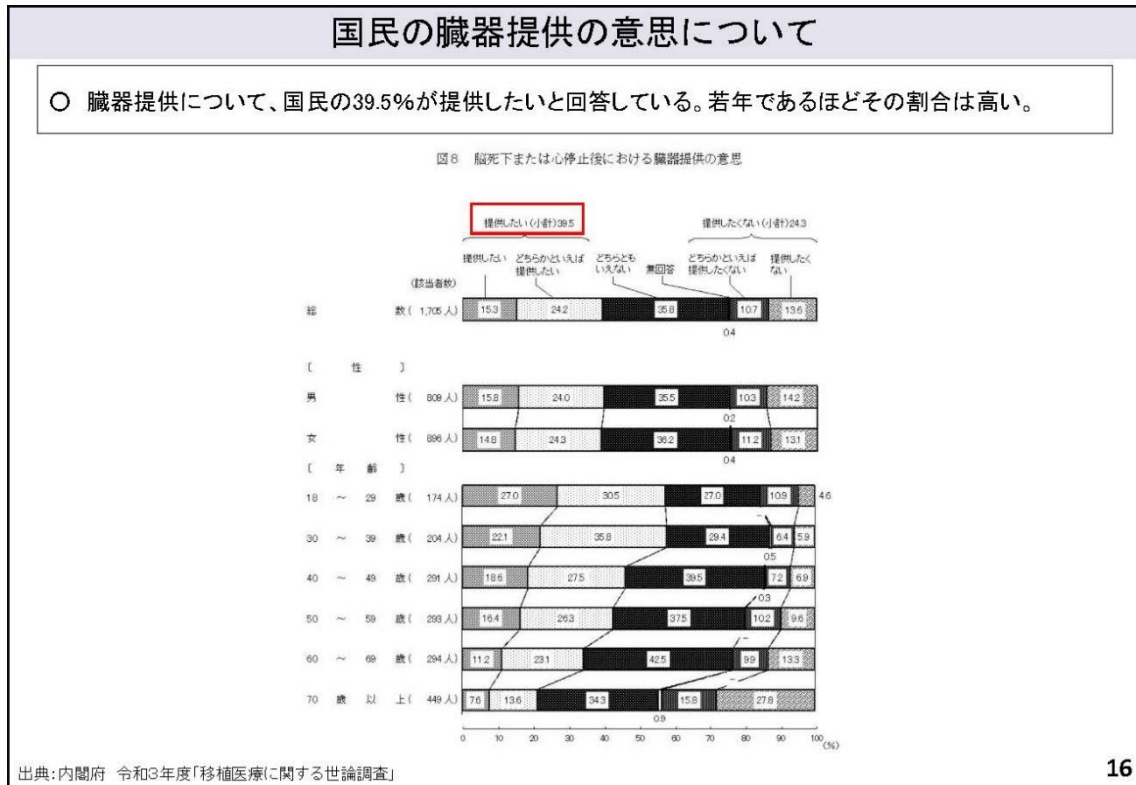 国民の臓器提供の意思について
○ 臓器提供について、国民の39.5%が提供したいと回答している。若年であるほどその割合は高い。
図8 脳死下または心停止後における臓器提供の意思
提供したい(小計)39.5 提供したくない(小計)24.3
提供したい どちらかといえば提供したい どちらともいえない 無回答 どちらかといえば提供したくない 提供したくない
(該当者数)
総 数( 1,705人) 15.3 24.2 35.8 10.7 13.6
0.4
〔 性 〕
男 性( 809人) 15.8 24.0 35.5 10.3 14.2
0.2
女 性( 896人) 14.8 24.3 36.2 11.2 13.1
0.4
〔 年 齢 〕
18 ~ 29 歳( 174人) 27.0 30.5 27.0 10.9 4.6
-
30 ~ 39 歳( 204人) 22.1 35.8 29.4 6.4 5.9
0.5
40 ~ 49 歳( 291人) 18.6 27.5 39.5 7.2 6.9
0.3
50 ~ 59 歳( 293人) 16.4 26.3 37.5 10.2 9.6
-
60 ~ 69 歳( 294人) 11.2 23.1 42.5 9.9 13.3
-
70 歳 以 上( 449人) 7.6 13.6 34.3 15.8 27.8
0.9
0 10 20 30 40 50 60 70 80 90 100
(%)
出典:内閣府 令和3年度「移植医療に関する世論調査」
16